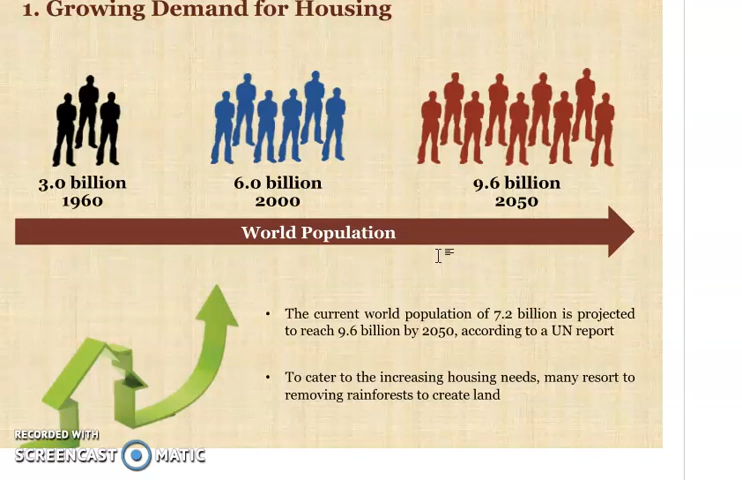 1. Growing Demand for Housing
3.0 billion
1960
6.0 billion
2000
9.6 billion
2050
World Population
• The current world population of 7.2 billion is projected
to reach 9.6 billion by 2050, according to a UN report
• To cater to the increasing housing needs, many resort to
removing rainforests to create land
RECORDED WITH
SCREENCAST MATIC